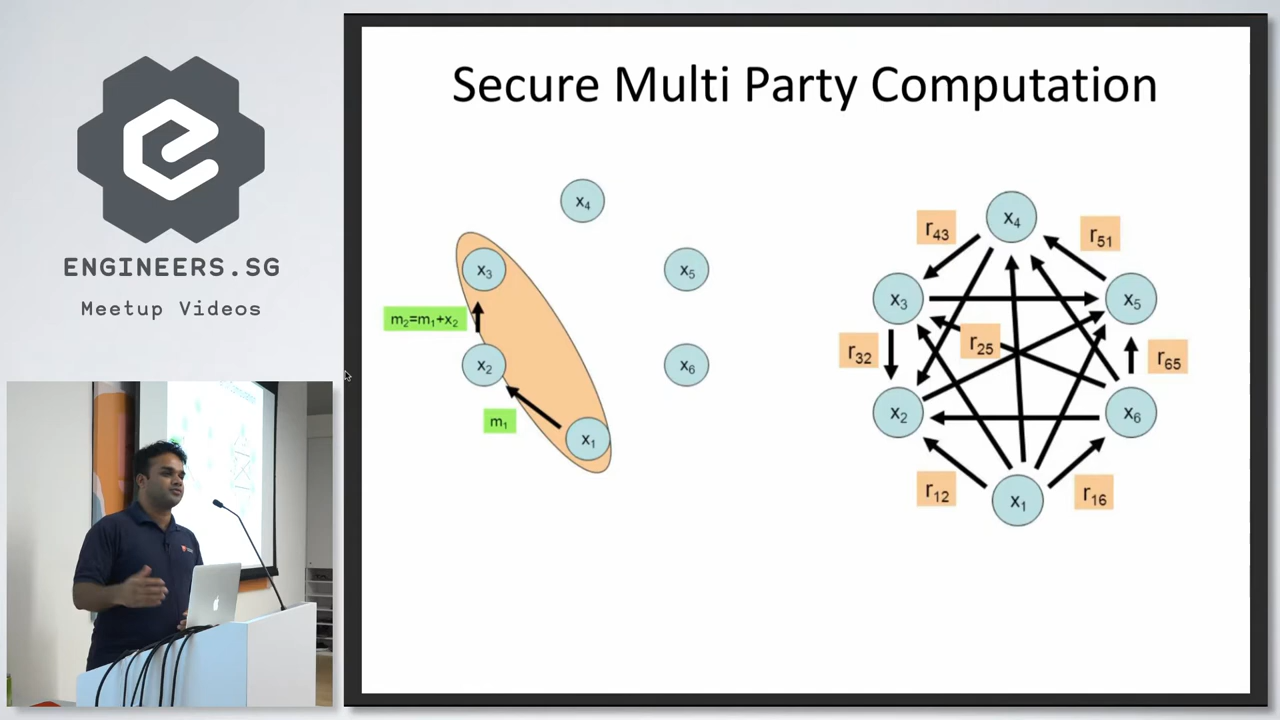 ENGINEERS.SG
Meetup Videos
Secure Multi Party Computation
x4
x3
x5
m2=m1+x2
x2
x6
m1
x1
x4
r43
r51
x3
x5
r32
r25
r65
x2
x6
r12
x1
r16